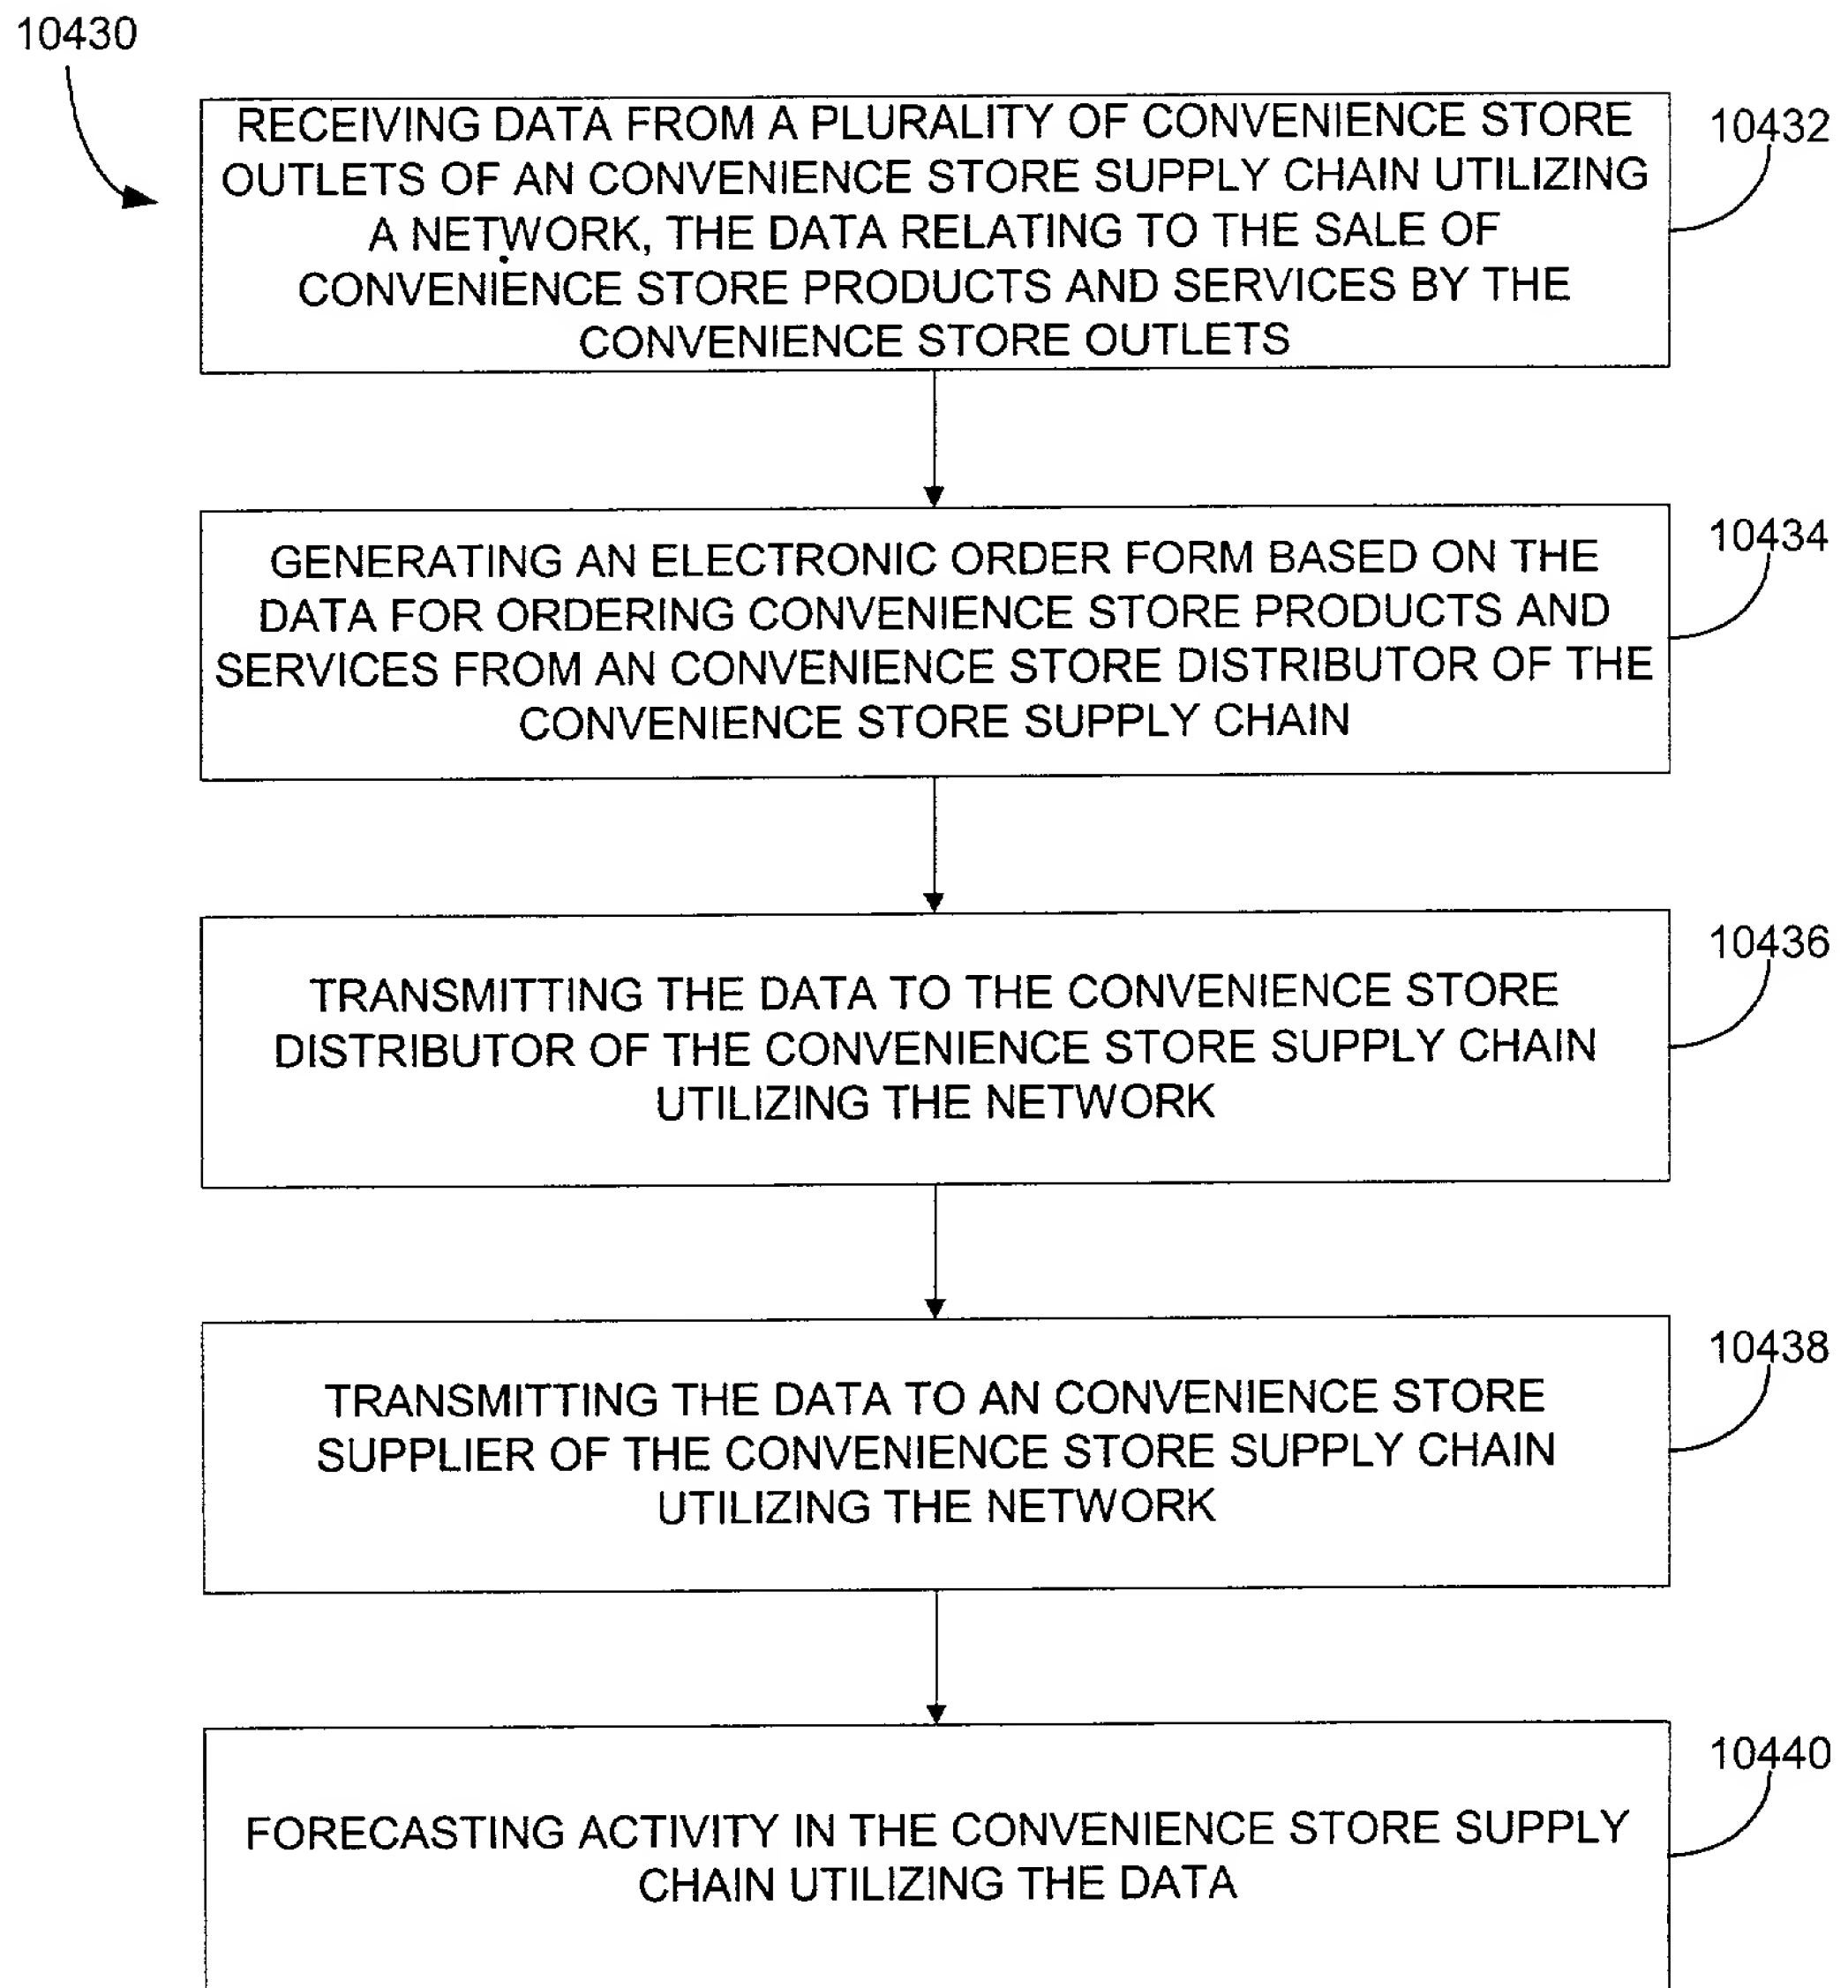 10430
RECEIVING DATA FROM A PLURALITY OF CONVENIENCE STORE
OUTLETS OF AN CONVENIENCE STORE SUPPLY CHAIN UTILIZING
A NETWORK, THE DATA RELATING TO THE SALE OF
CONVENIENCE STORE PRODUCTS AND SERVICES BY THE
CONVENIENCE STORE OUTLETS
10432
GENERATING AN ELECTRONIC ORDER FORM BASED ON THE
DATA FOR ORDERING CONVENIENCE STORE PRODUCTS AND
SERVICES FROM AN CONVENIENCE STORE DISTRIBUTOR OF THE
CONVENIENCE STORE SUPPLY CHAIN
10434
TRANSMITTING THE DATA TO THE CONVENIENCE STORE
DISTRIBUTOR OF THE CONVENIENCE STORE SUPPLY CHAIN
UTILIZING THE NETWORK
10436
TRANSMITTING THE DATA TO AN CONVENIENCE STORE
SUPPLIER OF THE CONVENIENCE STORE SUPPLY CHAIN
UTILIZING THE NETWORK
10438
FORECASTING ACTIVITY IN THE CONVENIENCE STORE SUPPLY
CHAIN UTILIZING THE DATA
10440